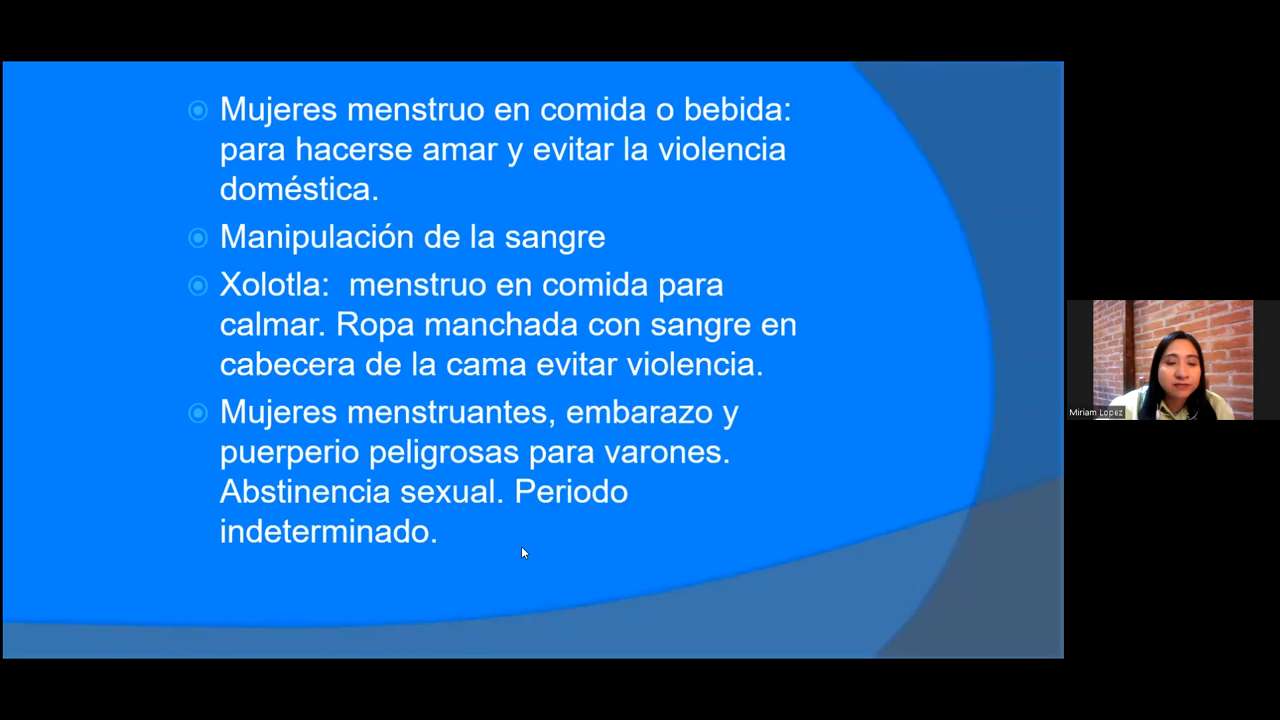 Mujeres menstruo en comida o bebida:
para hacerse amar y evitar la violencia
doméstica.
Manipulación de la sangre
Xolotla:  menstruo en comida para
calmar. Ropa manchada con sangre en
cabecera de la cama evitar violencia.
Mujeres menstruantes, embarazo y
puerperio peligrosas para varones.
Abstinencia sexual. Periodo
indeterminado.
Miriam Lopez